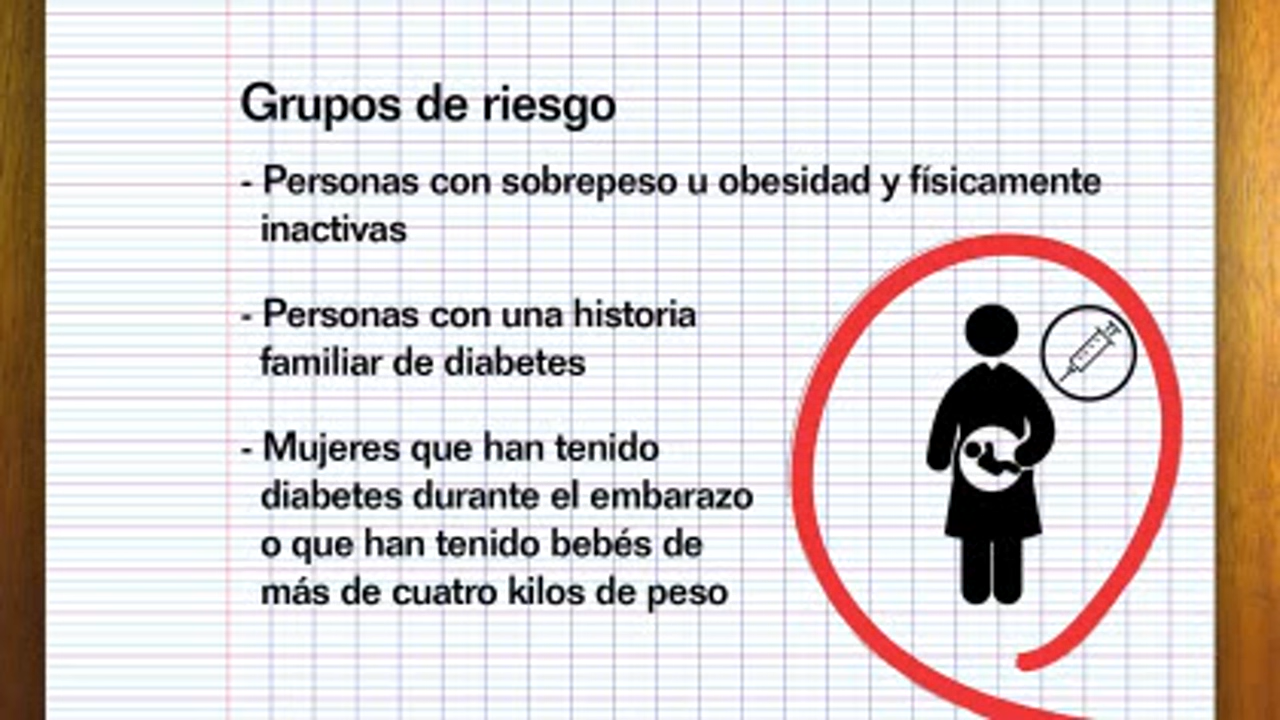 Grupos de riesgo
- Personas con sobrepeso u obesidad y físicamente
inactivas
- Personas con una historia
familiar de diabetes
- Mujeres que han tenido
diabetes durante el embarazo
o que han tenido bebés de
más de cuatro kilos de peso